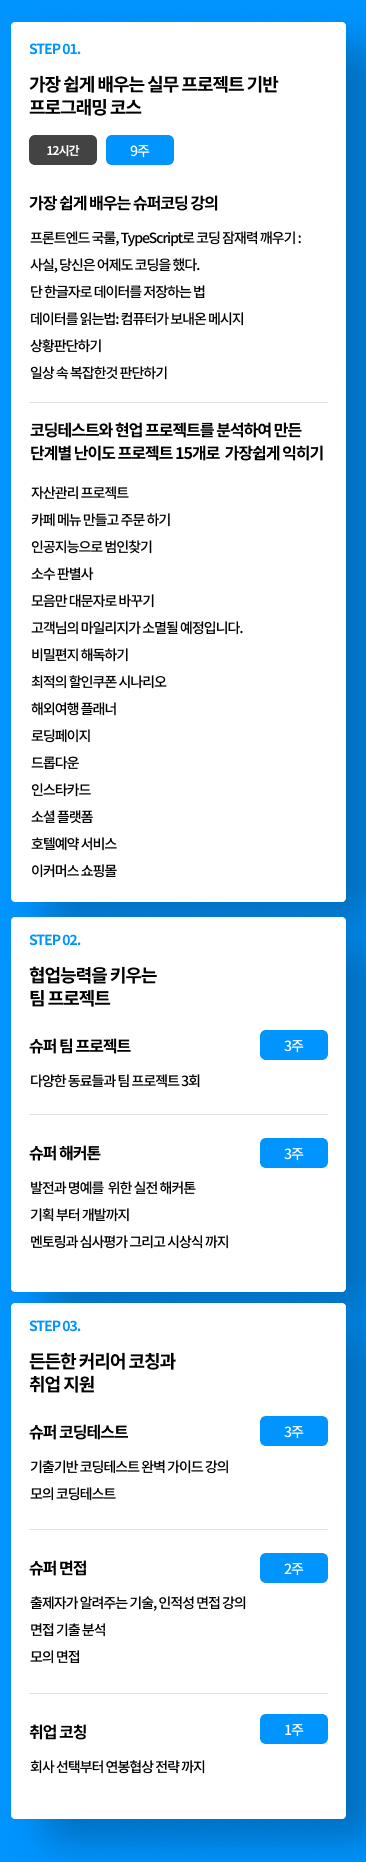 STEP 01.
가장 쉽게 배우는 실무 프로젝트 기반
프로그래밍 코스
12시간
9주
가장 쉽게 배우는 슈퍼코딩 강의
프론트엔드 국룰, TypeScript로 코딩 잠재력 깨우기 :
사실, 당신은 어제도 코딩을 했다.
단 한글자로 데이터를 저장하는 법
데이터를 읽는법: 컴퓨터가 보내온 메시지
상황판단하기
일상 속 복잡한것 판단하기
코딩테스트와 현업 프로젝트를 분석하여 만든
단계별 난이도 프로젝트 15개로 가장쉽게 익히기
자산관리 프로젝트
카페 메뉴 만들고 주문 하기
인공지능으로 범인찾기
소수 판별사
모음만 대문자로 바꾸기
고객님의 마일리지가 소멸될 예정입니다.
비밀편지 해독하기
최적의 할인쿠폰 시나리오
해외여행 플래너
로딩페이지
드롭다운
인스타카드
소셜 플랫폼
호텔예약 서비스
이커머스 쇼핑몰
STEP 02.
협업능력을 키우는
팀 프로젝트
슈퍼 팀 프로젝트
3주
다양한 동료들과 팀 프로젝트 3회
슈퍼 해커톤
3주
발전과 명예를 위한 실전 해커톤
기획 부터 개발까지
멘토링과 심사평가 그리고 시상식 까지
STEP 03.
든든한 커리어 코칭과
취업 지원
슈퍼 코딩테스트
3주
기출기반 코딩테스트 완벽 가이드 강의
모의 코딩테스트
슈퍼 면접
2주
출제자가 알려주는 기술, 인적성 면접 강의
면접 기출 분석
모의 면접
취업 코칭
1주
회사 선택부터 연봉협상 전략 까지